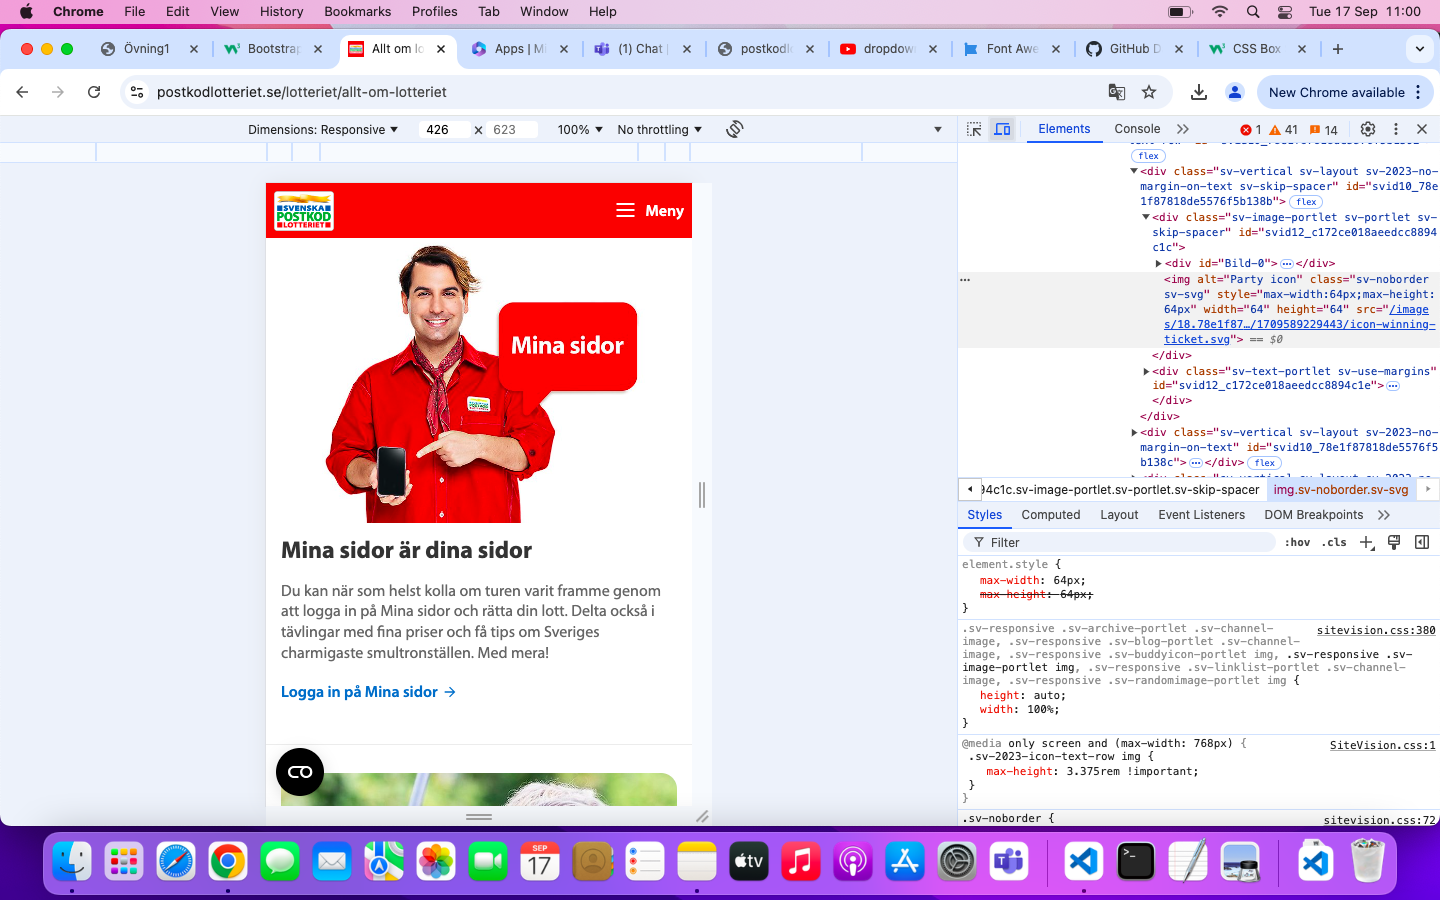 Chrome File Edit View History Bookmarks Profiles Tab Window Help Tue 17 Sep 11:00
Övning1 Bootstrap Allt om lo Apps | Mi (1) Chat | postkodl dropdow Font Awe GitHub D CSS Box
postkodlotteriet.se/lotteriet/allt-om-lotteriet New Chrome available
Dimensions: Responsive 426 x 623 100% No throttling
Elements Console 1 41 14
SVENSKA
POSTKOD
LOTTERIET
Meny
Mina sidor
Mina sidor är dina sidor
Du kan när som helst kolla om turen varit framme genom
att logga in på Mina sidor och rätta din lott. Delta också i
tävlingar med fina priser och få tips om Sveriges
charmigaste smultronställen. Med mera!
Logga in på Mina sidor →
flex
<div class="sv-vertical sv-layout sv-2023-no-
margin-on-text sv-skip-spacer" id="svid10_78e
1f87818de5576f5b138b"> flex
<div class="sv-image-portlet sv-portlet sv-
skip-spacer" id="svid12_c172ce018aeedcc8894
c1c">
<div id="Bild-0"> … </div>
<img alt="Party icon" class="sv-noborder
sv-svg" style="max-width:64px;max-height:
64px" width="64" height="64" src="/image
s/18.78e1f87…/1709589229443/icon-winning-
ticket.svg"> == $0
</div>
<div class="sv-text-portlet sv-use-margins"
id="svid12_c172ce018aeedcc8894c1e"> …
</div>
</div>
<div class="sv-vertical sv-layout sv-2023-no-
margin-on-text" id="svid10_78e1f87818de5576f5
b138c"> … </div> flex
94c1c.sv-image-portlet.sv-portlet.sv-skip-spacer img.sv-noborder.sv-svg
Styles Computed Layout Event Listeners DOM Breakpoints
Filter :hov .cls
element.style {
max-width: 64px;
max-height: 64px;
}
.sv-responsive .sv-archive-portlet .sv-channel- sitevision.css:380
image, .sv-responsive .sv-blog-portlet .sv-channel-
image, .sv-responsive .sv-buddyicon-portlet img, .sv-responsive .sv-
image-portlet img, .sv-responsive .sv-linklist-portlet .sv-channel-
image, .sv-responsive .sv-randomimage-portlet img {
height: auto;
width: 100%;
}
@media only screen and (max-width: 768px) { SiteVision.css:1
.sv-2023-icon-text-row img {
max-height: 3.375rem !important;
}
}
.sv-noborder { sitevision.css:72
SEP
17
tv